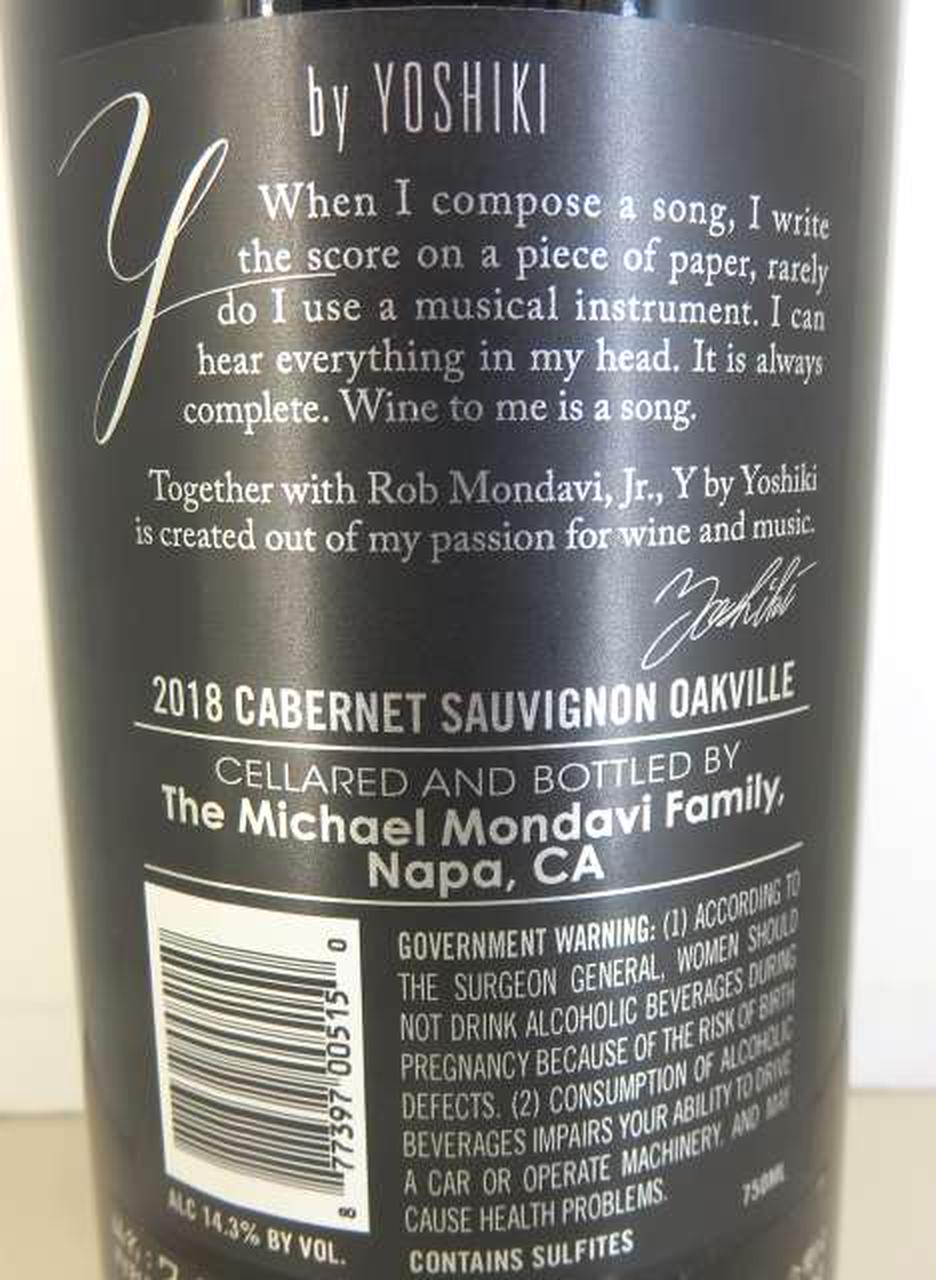 Y by YOSHIKI
When I compose a song, I write
the score on a piece of paper, rarely
do I use a musical instrument. I can
hear everything in my head. It is always
complete. Wine to me is a song.
Together with Rob Mondavi, Jr., Y by Yoshiki
is created out of my passion for wine and music.
Yoshiki
2018 CABERNET SAUVIGNON OAKVILLE
CELLARED AND BOTTLED BY
The Michael Mondavi Family,
Napa, CA
GOVERNMENT WARNING: (1) ACCORDING TO
THE SURGEON GENERAL, WOMEN SHOULD
NOT DRINK ALCOHOLIC BEVERAGES DURING
PREGNANCY BECAUSE OF THE RISK OF BIRTH
DEFECTS. (2) CONSUMPTION OF ALCOHOLIC
BEVERAGES IMPAIRS YOUR ABILITY TO DRIVE
A CAR OR OPERATE MACHINERY, AND MAY
CAUSE HEALTH PROBLEMS.
750ML
CONTAINS SULFITES
8 77397 00515 0
ALC 14.3% BY VOL.